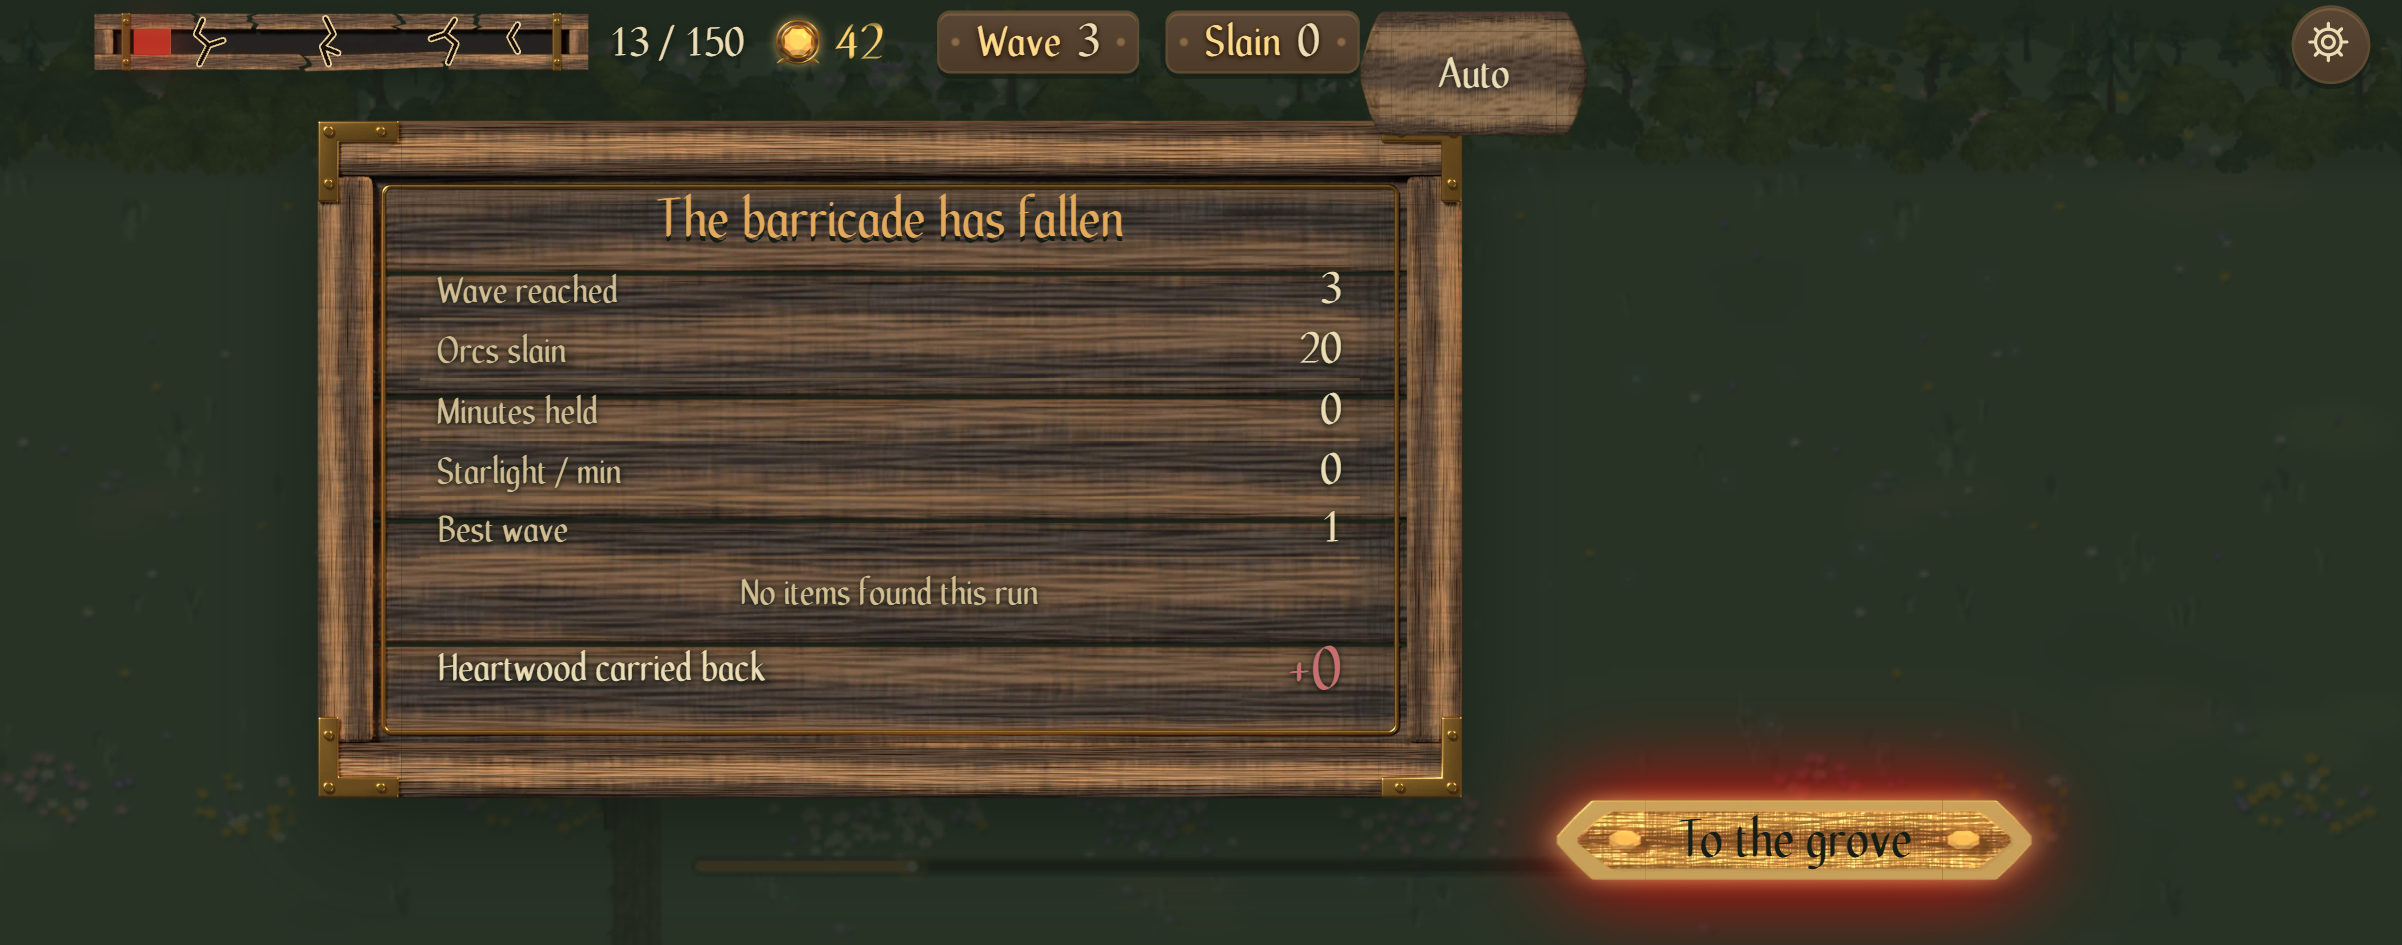 13 / 150
42
Wave 3
Slain 0
Auto
The barricade has fallen
Wave reached 3
Orcs slain 20
Minutes held 0
Starlight / min 0
Best wave 1
No items found this run
Heartwood carried back +0
To the grove